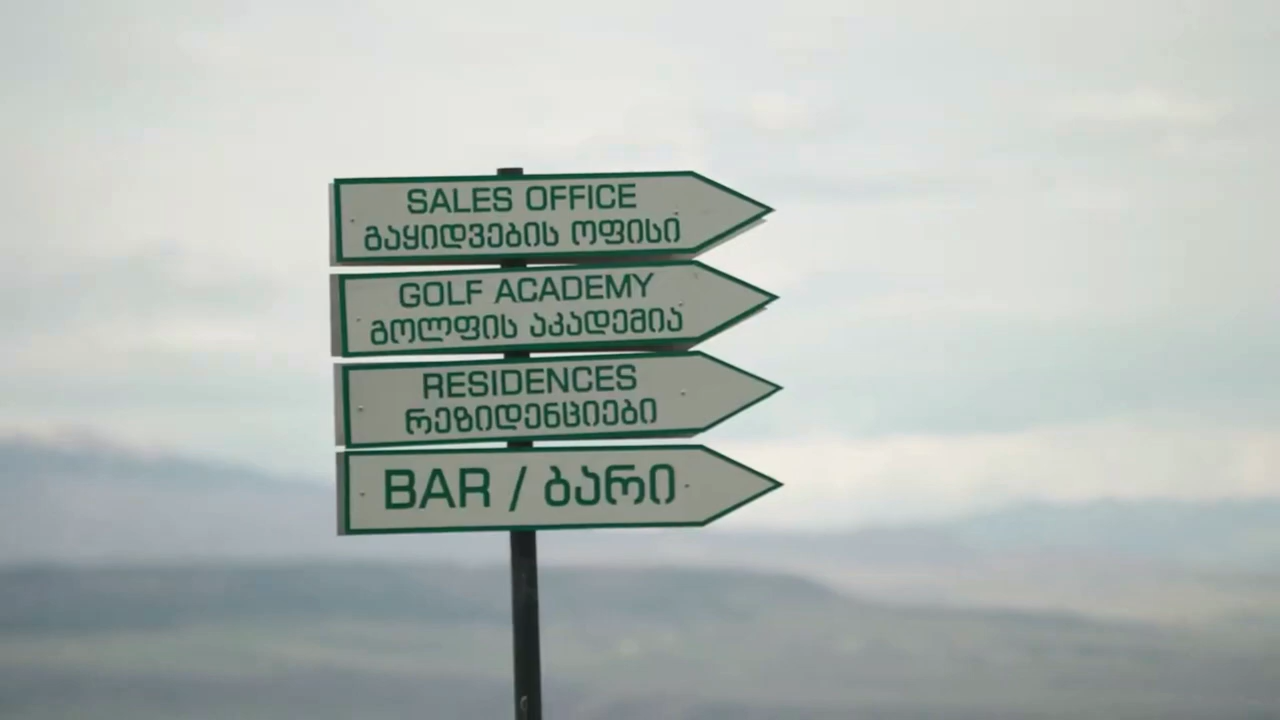 SALES OFFICE
გაყიდვების ოფისი
GOLF ACADEMY
გოლფის აკადემია
RESIDENCES
რეზიდენციები
BAR / ბარი